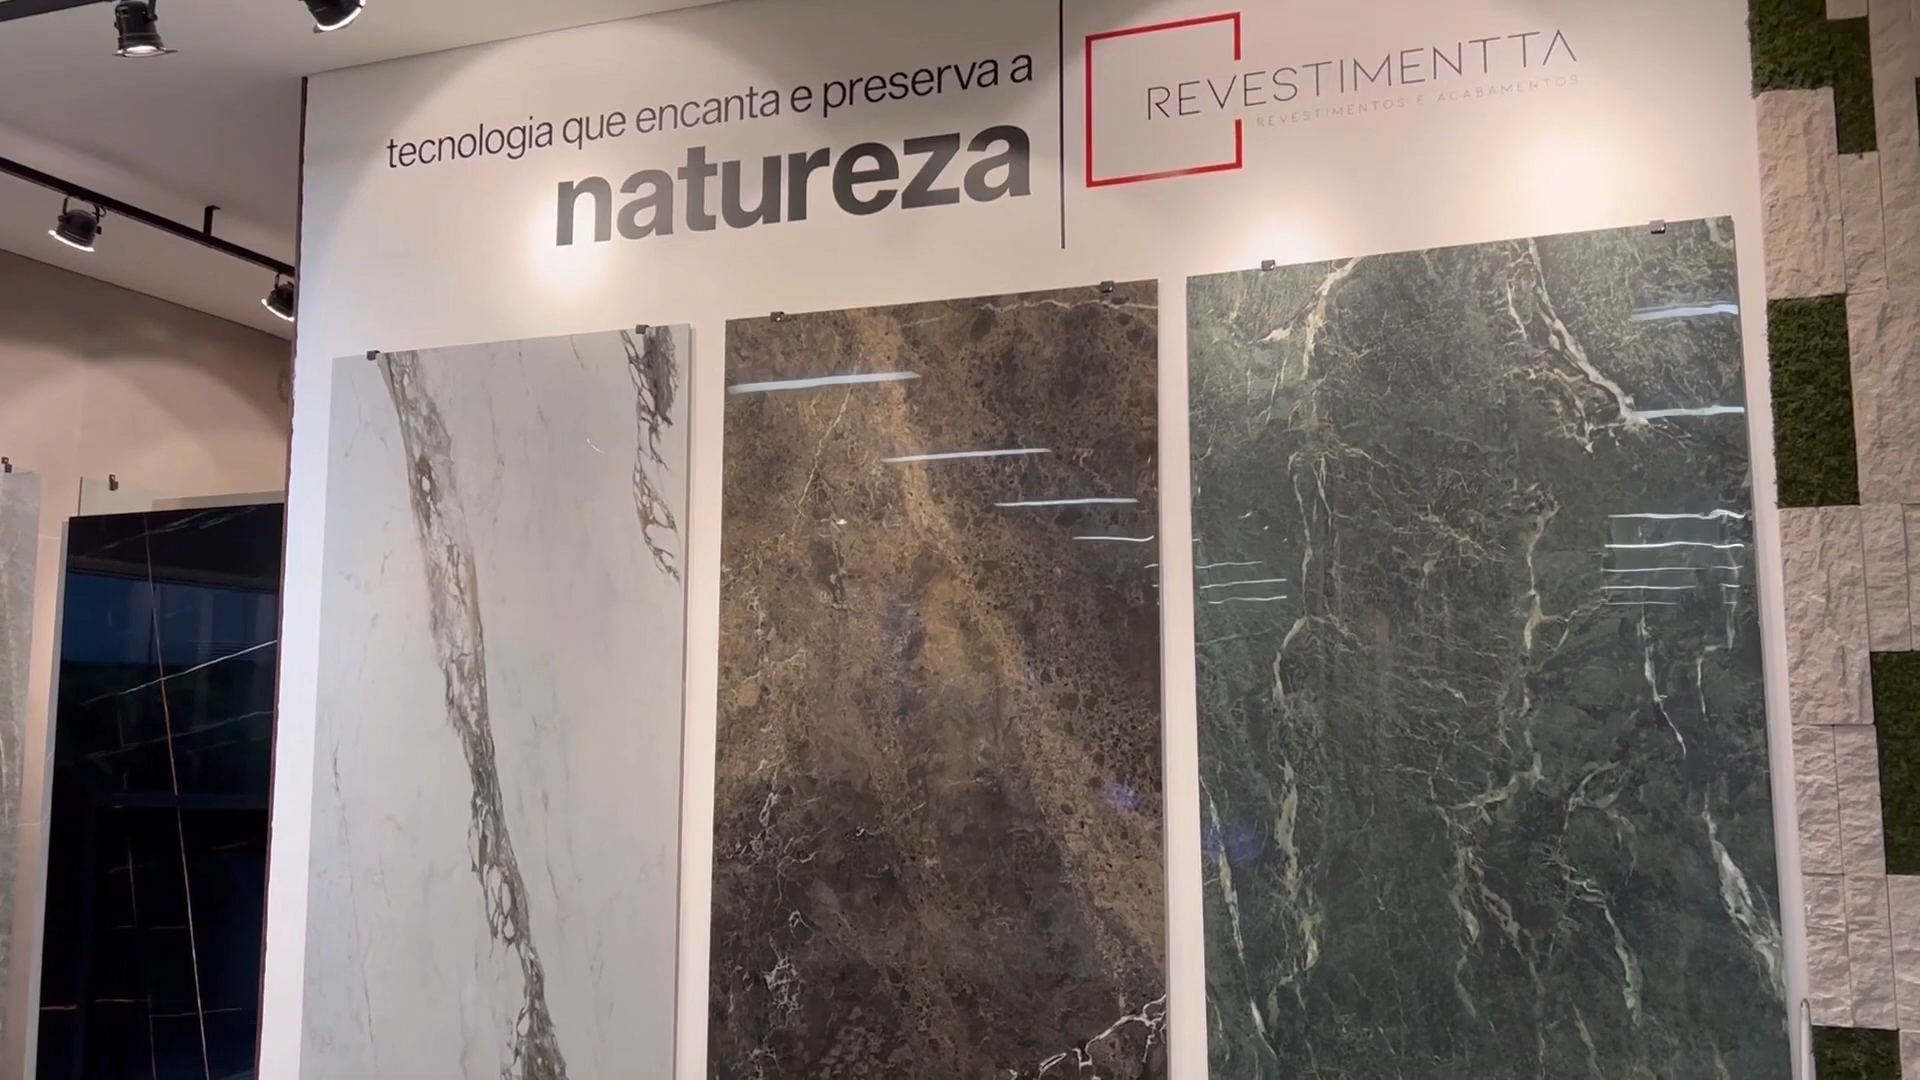 tecnologia que encanta e preserva a
natureza
REVESTIMENTTA
REVESTIMENTOS E ACABAMENTOS